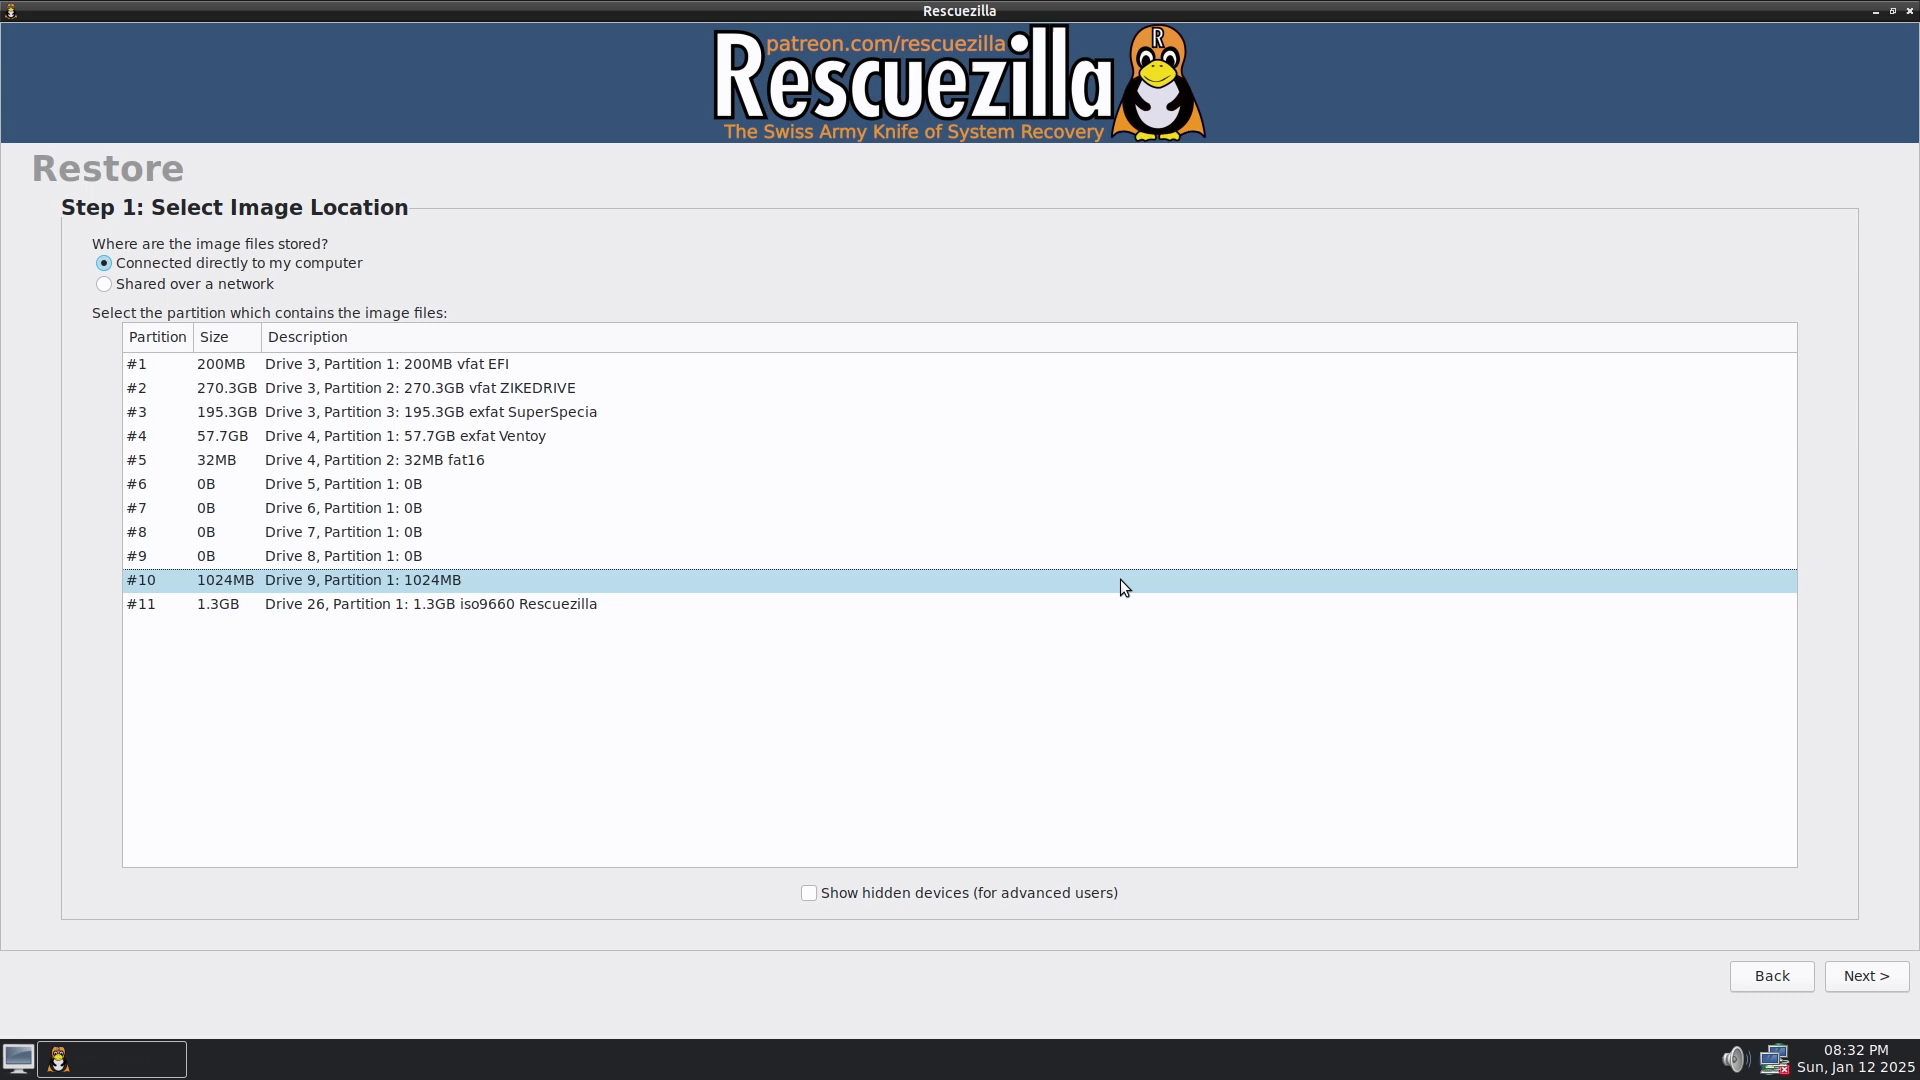 Rescuezilla
patreon.com/rescuezilla
R
Rescuezilla
The Swiss Army Knife of System Recovery
Restore
Step 1: Select Image Location
Where are the image files stored?
Connected directly to my computer
Shared over a network
Select the partition which contains the image files:
Partition Size Description
#1 200MB Drive 3, Partition 1: 200MB vfat EFI
#2 270.3GB Drive 3, Partition 2: 270.3GB vfat ZIKEDRIVE
#3 195.3GB Drive 3, Partition 3: 195.3GB exfat SuperSpecia
#4 57.7GB Drive 4, Partition 1: 57.7GB exfat Ventoy
#5 32MB Drive 4, Partition 2: 32MB fat16
#6 0B Drive 5, Partition 1: 0B
#7 0B Drive 6, Partition 1: 0B
#8 0B Drive 7, Partition 1: 0B
#9 0B Drive 8, Partition 1: 0B
#10 1024MB Drive 9, Partition 1: 1024MB
#11 1.3GB Drive 26, Partition 1: 1.3GB iso9660 Rescuezilla
Show hidden devices (for advanced users)
Back Next >
08:32 PM
Sun, Jan 12 2025